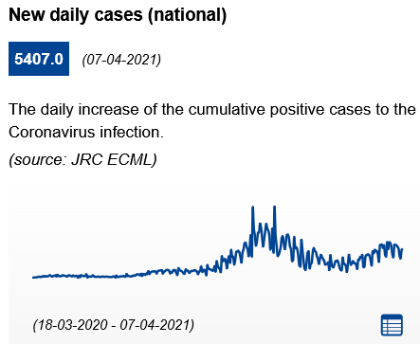 New daily cases (national)
5407.0 (07-04-2021)
The daily increase of the cumulative positive cases to the
Coronavirus infection.
(source: JRC ECML)
(18-03-2020 - 07-04-2021)